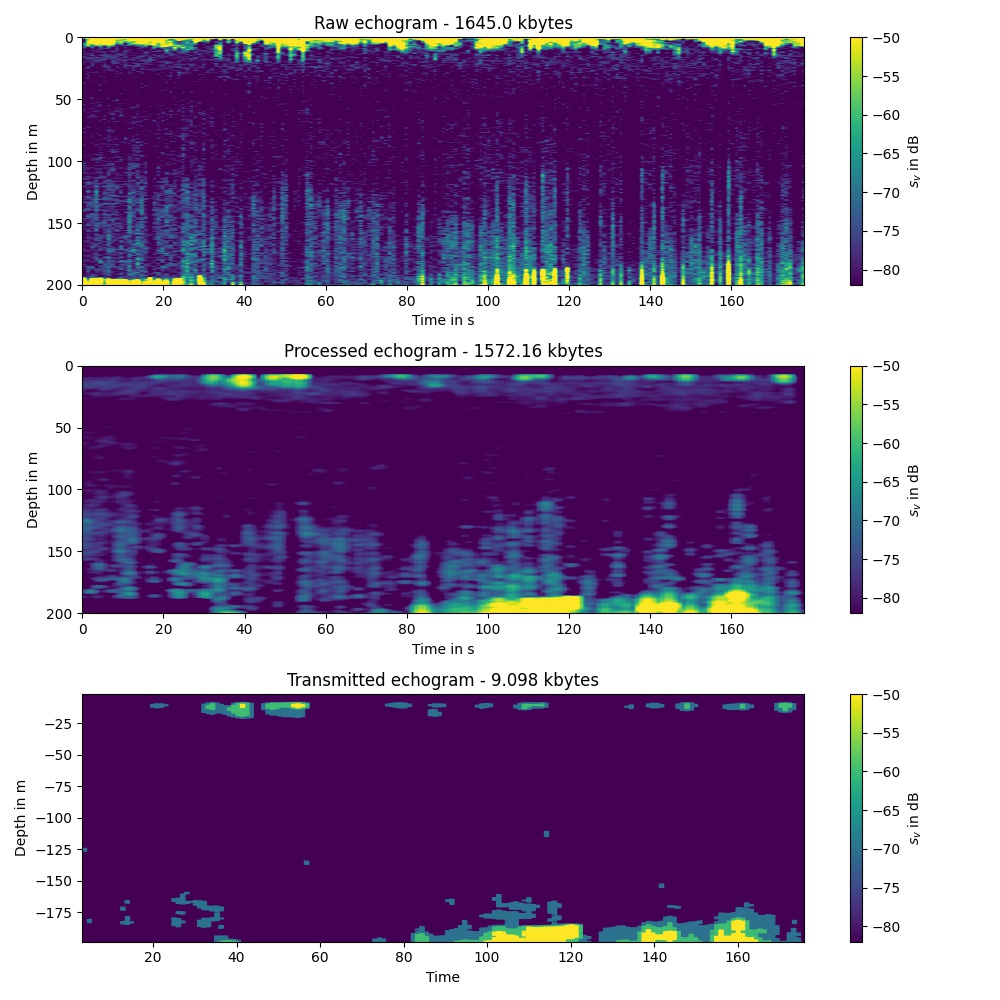 Raw echogram - 1645.0 kbytes
0
50
100
150
200
Depth in m
0 20 40 60 80 100 120 140 160
Time in s
−50
−55
−60
−65
−70
−75
−80
sv in dB
Processed echogram - 1572.16 kbytes
0
50
100
150
200
Depth in m
0 20 40 60 80 100 120 140 160
Time in s
−50
−55
−60
−65
−70
−75
−80
sv in dB
Transmitted echogram - 9.098 kbytes
−25
−50
−75
−100
−125
−150
−175
Depth in m
20 40 60 80 100 120 140 160
Time
−50
−55
−60
−65
−70
−75
−80
sv in dB